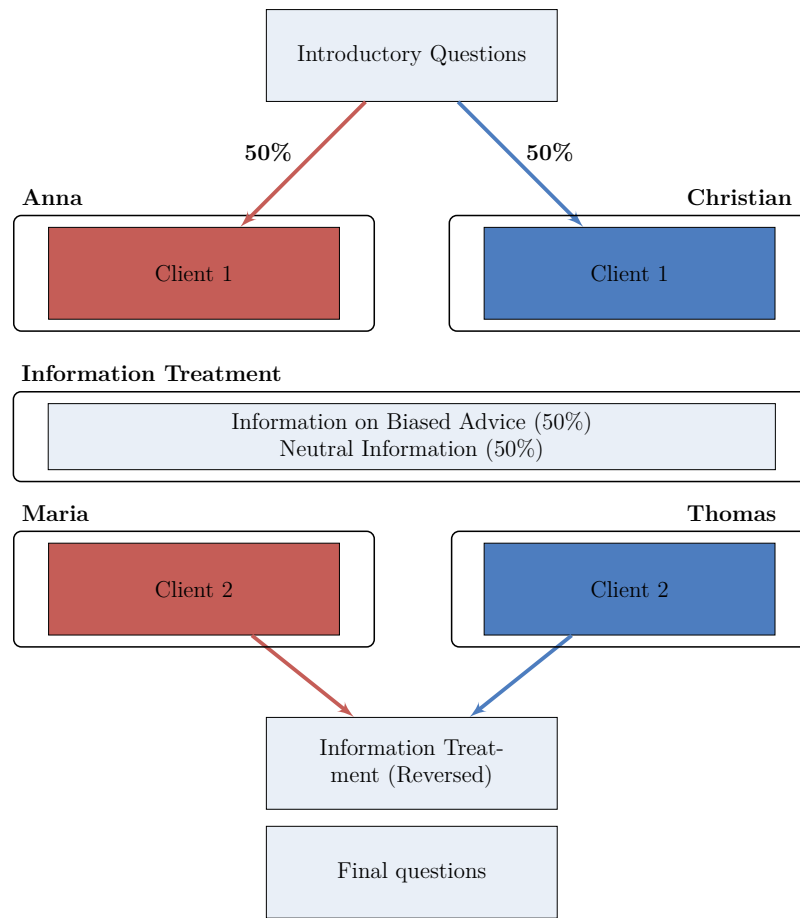 Introductory Questions
50%
50%
Anna
Christian
Client 1
Client 1
Information Treatment
Information on Biased Advice (50%)
Neutral Information (50%)
Maria
Thomas
Client 2
Client 2
Information Treat-
ment (Reversed)
Final questions